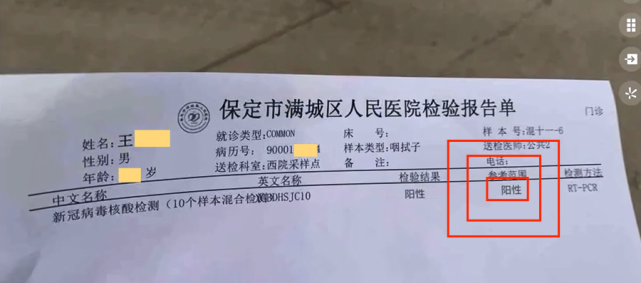 保定市满城区人民医院检验报告单
门诊
姓名:王
就诊类型:COMMON
床 号:
样 本 号:混十一-6
性别:男
病历号: 90001 4
样本类型:咽拭子
送检医师:公共2
年龄: 岁
送检科室:西院采样点
备 注:
电话:
中文名称 英文名称 检验结果 参考范围 检测方法
新冠病毒核酸检测(10个样本混合检测 DHSJC10 阳性 阳性 RT-PCR